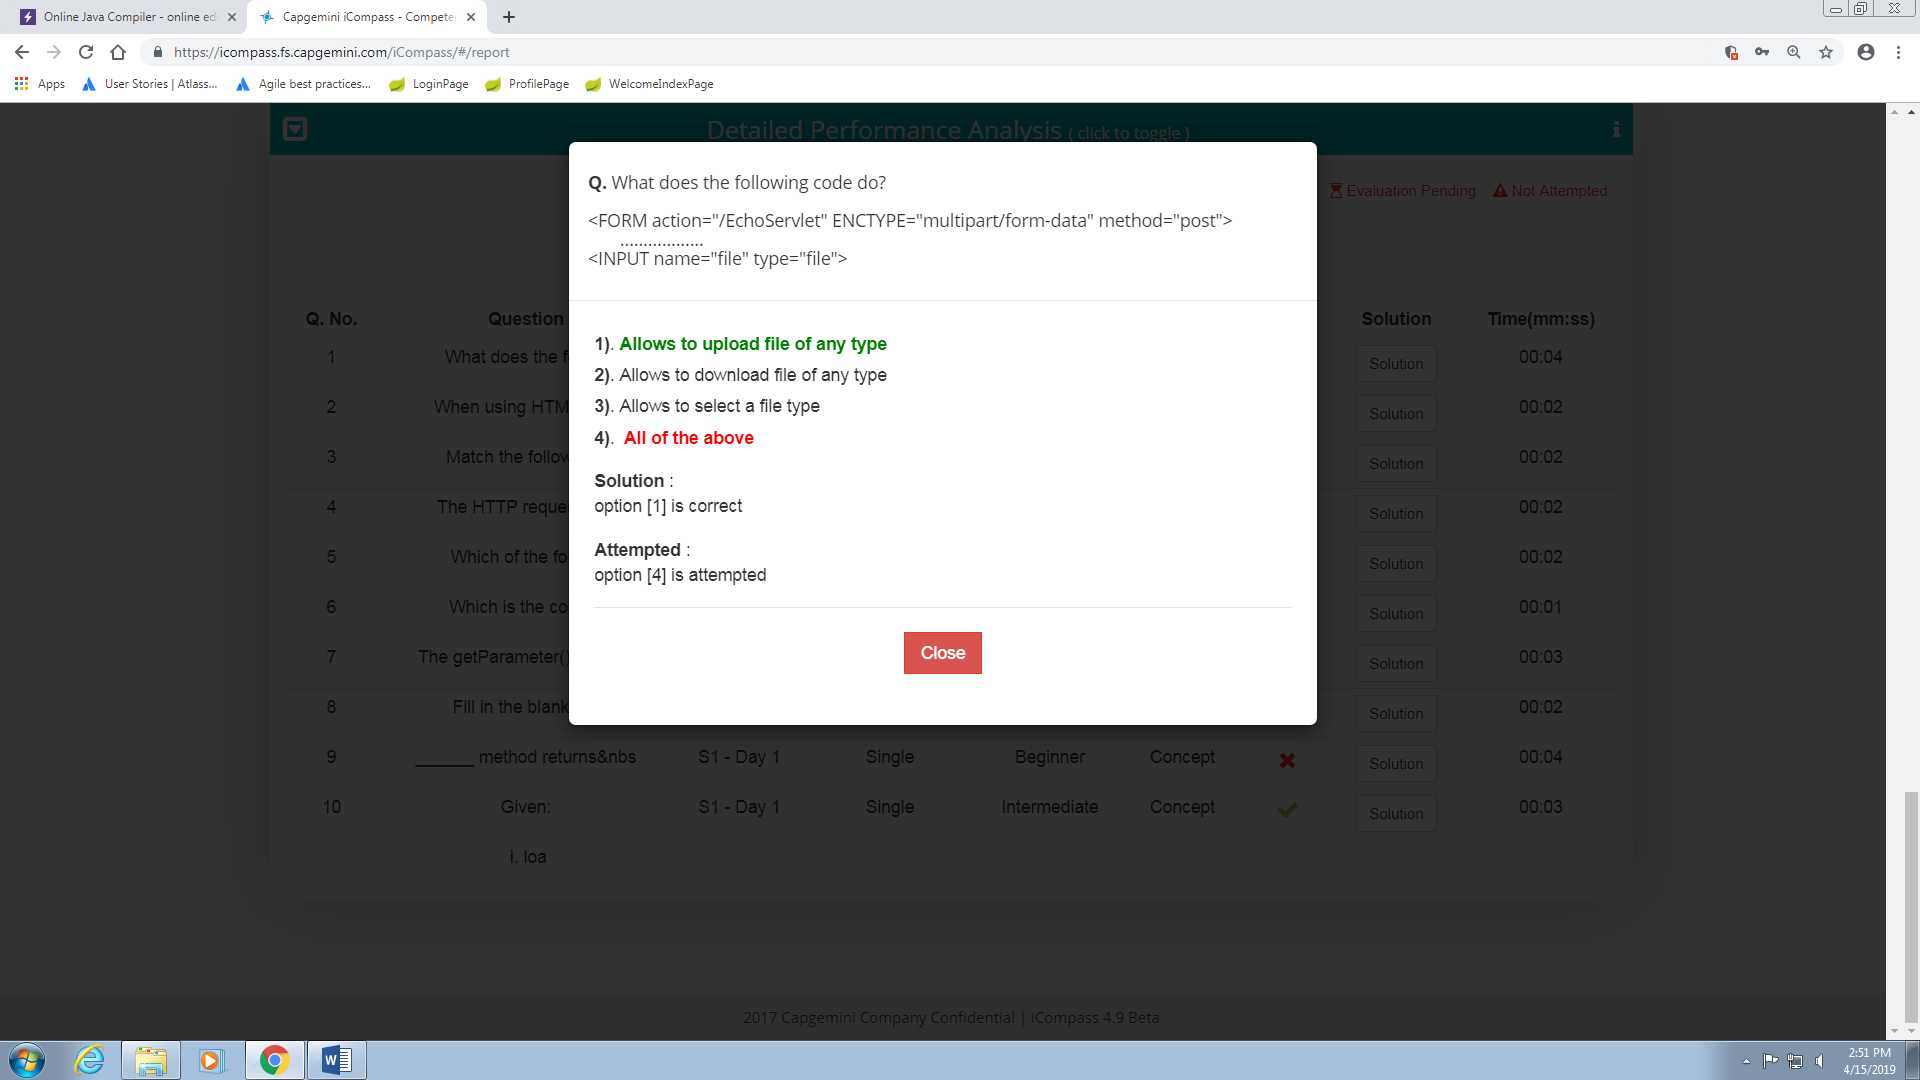 Online Java Compiler - online ed
Capgemini iCompass - Competen
https://icompass.fs.capgemini.com/iCompass/#/report
Apps
User Stories | Atlass...
Agile best practices...
LoginPage
ProfilePage
WelcomeIndexPage
Detailed Performance Analysis ( click to toggle )
Evaluation Pending
Not Attempted
Q. What does the following code do?
<FORM action="/EchoServlet" ENCTYPE="multipart/form-data" method="post">
..................
<INPUT name="file" type="file">
1). Allows to upload file of any type
2). Allows to download file of any type
3). Allows to select a file type
4). All of the above
Solution :
option [1] is correct
Attempted :
option [4] is attempted
Close
Q. No. Question Solution Time(mm:ss)
1 What does the f Solution 00:04
2 When using HTM Solution 00:02
3 Match the follow Solution 00:02
4 The HTTP reque Solution 00:02
5 Which of the fo Solution 00:02
6 Which is the co Solution 00:01
7 The getParameter() Solution 00:03
8 Fill in the blank Solution 00:02
9 ______ method returns&nbs S1 - Day 1 Single Beginner Concept Solution 00:04
10 Given: S1 - Day 1 Single Intermediate Concept Solution 00:03
i. loa
2017 Capgemini Company Confidential | iCompass 4.9 Beta
2:51 PM
4/15/2019